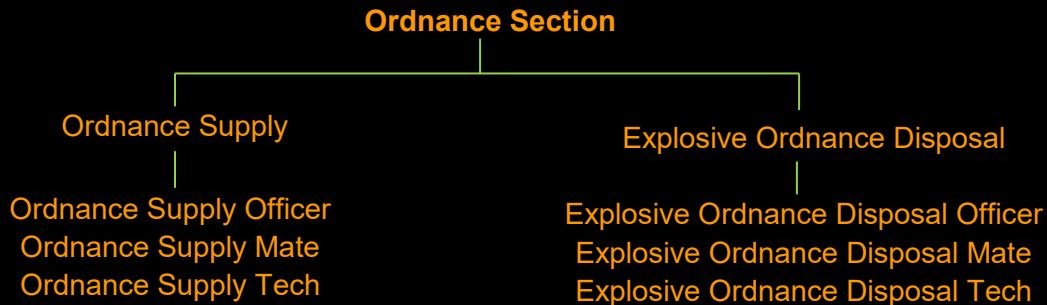 Ordnance Section
Ordnance Supply
Explosive Ordnance Disposal
Ordnance Supply Officer
Ordnance Supply Mate
Ordnance Supply Tech
Explosive Ordnance Disposal Officer
Explosive Ordnance Disposal Mate
Explosive Ordnance Disposal Tech